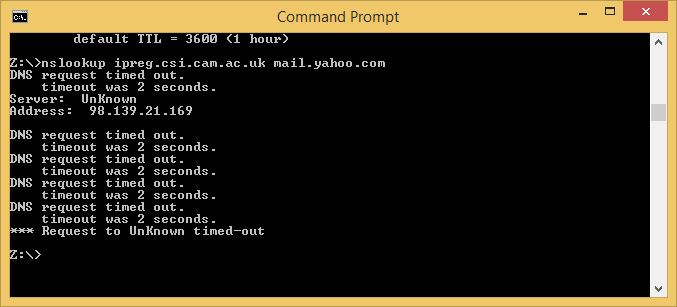 Command Prompt
default TTL = 3600 (1 hour)
Z:\>nslookup ipreg.csi.cam.ac.uk mail.yahoo.com
DNS request timed out.
timeout was 2 seconds.
Server: UnKnown
Address: 98.139.21.169
DNS request timed out.
timeout was 2 seconds.
DNS request timed out.
timeout was 2 seconds.
DNS request timed out.
timeout was 2 seconds.
DNS request timed out.
timeout was 2 seconds.
*** Request to UnKnown timed-out
Z:\>